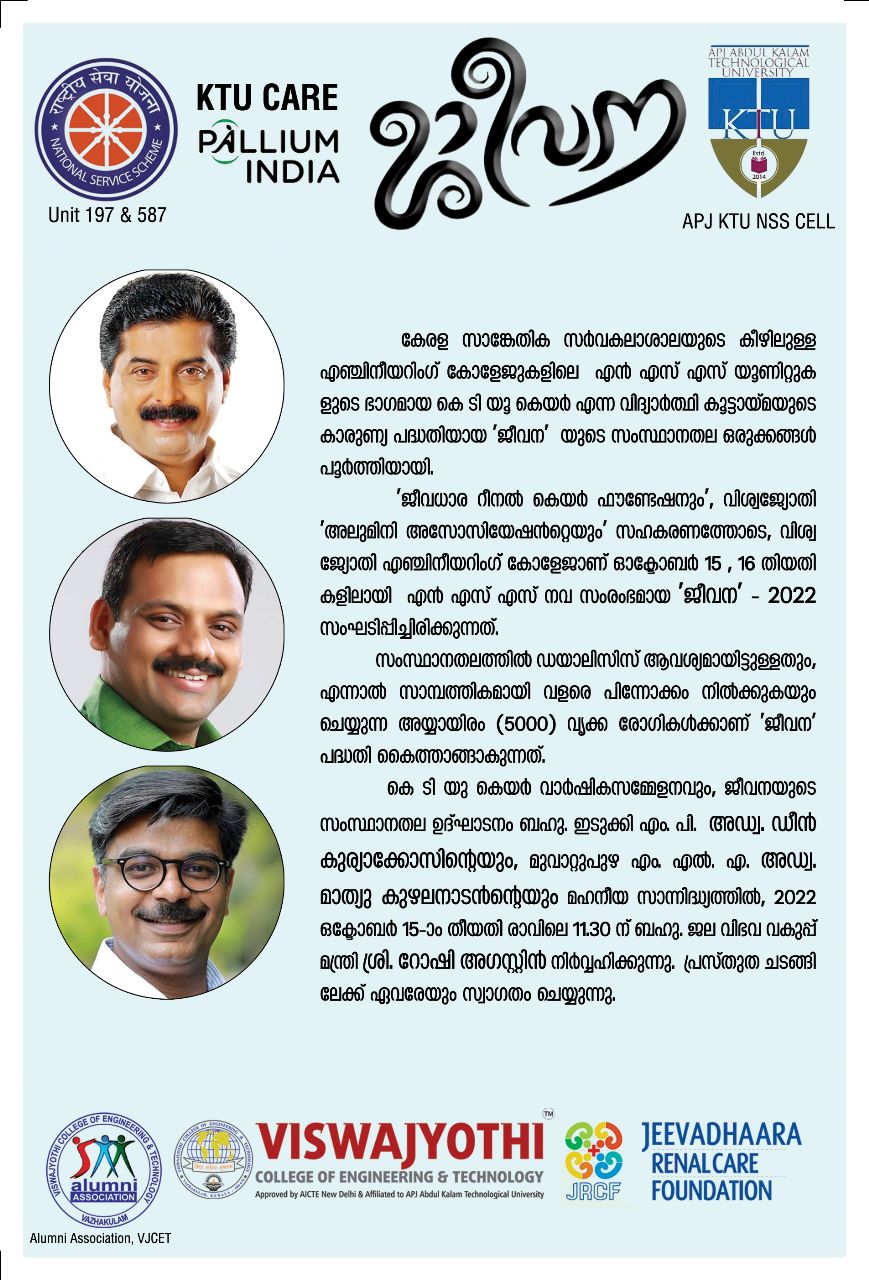 राष्ट्रीय सेवा योजना
NATIONAL SERVICE SCHEME
Unit 197 & 587
KTU CARE
PALLIUM
INDIA
ജീവന
APJ ABDUL KALAM
TECHNOLOGICAL
UNIVERSITY
KTU
Estd.
2014
APJ KTU NSS CELL
കേരള സാങ്കേതിക സർവകലാശാലയുടെ കീഴിലുള്ള
എഞ്ചിനീയറിംഗ് കോളേജുകളിലെ എൻ എസ് എസ് യൂണിറ്റുക
ളുടെ ഭാഗമായ കെ ടി യൂ കെയർ എന്ന വിദ്യാർത്ഥി കൂട്ടായ്മയുടെ
കാരുണ്യ പദ്ധതിയായ 'ജീവന' യുടെ സംസ്ഥാനതല ഒരുക്കങ്ങൾ
പൂർത്തിയായി.
'ജീവധാര റീനൽ കെയർ ഫൗണ്ടേഷനും', വിശ്വജ്യോതി
'അലുമിനി അസോസിയേഷൻറ്റെയും' സഹകരണത്തോടെ, വിശ്വ
ജ്യോതി എഞ്ചിനീയറിംഗ് കോളേജാണ് ഓക്ടോബർ 15 , 16 തിയതി
കളിലായി എൻ എസ് എസ് നവ സംരംഭമായ 'ജീവന' - 2022
സംഘടിപ്പിച്ചിരിക്കുന്നത്.
സംസ്ഥാനതലത്തിൽ ഡയാലിസിസ് ആവശ്യമായിട്ടുള്ളതും,
എന്നാൽ സാമ്പത്തികമായി വളരെ പിന്നോക്കം നിൽക്കുകയും
ചെയ്യുന്ന അയ്യായിരം (5000) വൃക്ക രോഗികൾക്കാണ് 'ജീവന'
പദ്ധതി കൈത്താങ്ങാകുന്നത്.
കെ ടി യു കെയർ വാർഷികസമ്മേളനവും, ജീവനയുടെ
സംസ്ഥാനതല ഉദ്ഘാടനം ബഹു. ഇടുക്കി എം. പി. അഡ്വ. ഡീൻ
കുര്യാക്കോസിന്റെയും, മുവാറ്റുപുഴ എം. എൽ. എ. അഡ്വ.
മാത്യു കുഴലനാടൻന്റെയും മഹനീയ സാന്നിദ്ധ്യത്തിൽ, 2022
ഒക്ടോബർ 15-ാം തീയതി രാവിലെ 11.30 ന് ബഹു. ജല വിഭവ വകുപ്പ്
മന്ത്രി ശ്രി. റോഷി അഗസ്റ്റിൻ നിർവ്വഹിക്കുന്നു. പ്രസ്തുത ചടങ്ങി
ലേക്ക് ഏവരേയും സ്വാഗതം ചെയ്യുന്നു.
VISWAJYOTHI COLLEGE OF ENGINEERING & TECHNOLOGY
alumni
ASSOCIATION
VAZHAKULAM
Alumni Association, VJCET
VISWAJYOTHI
TM
COLLEGE OF ENGINEERING & TECHNOLOGY
Approved by AICTE New Delhi & Affiliated to APJ Abdul Kalam Technological University
JRCF
JEEVADHAARA
RENAL CARE
FOUNDATION